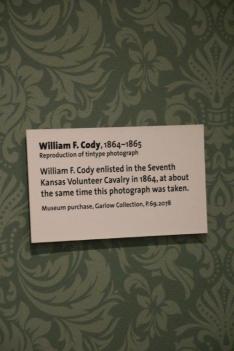 William F. Cody, 1864–1865
Reproduction of tintype photograph
William F. Cody enlisted in the Seventh
Kansas Volunteer Cavalry in 1864, at about
the same time this photograph was taken.
Museum purchase, Garlow Collection, P.69.2078